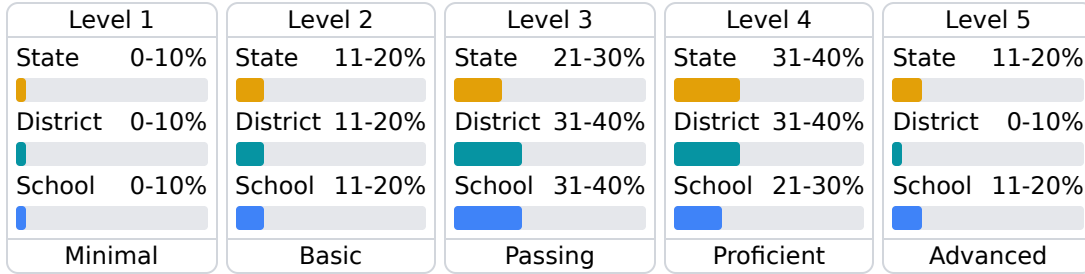 Level 1
State 0-10%
District 0-10%
School 0-10%
Minimal
Level 2
State 11-20%
District 11-20%
School 11-20%
Basic
Level 3
State 21-30%
District 31-40%
School 31-40%
Passing
Level 4
State 31-40%
District 31-40%
School 21-30%
Proficient
Level 5
State 11-20%
District 0-10%
School 11-20%
Advanced